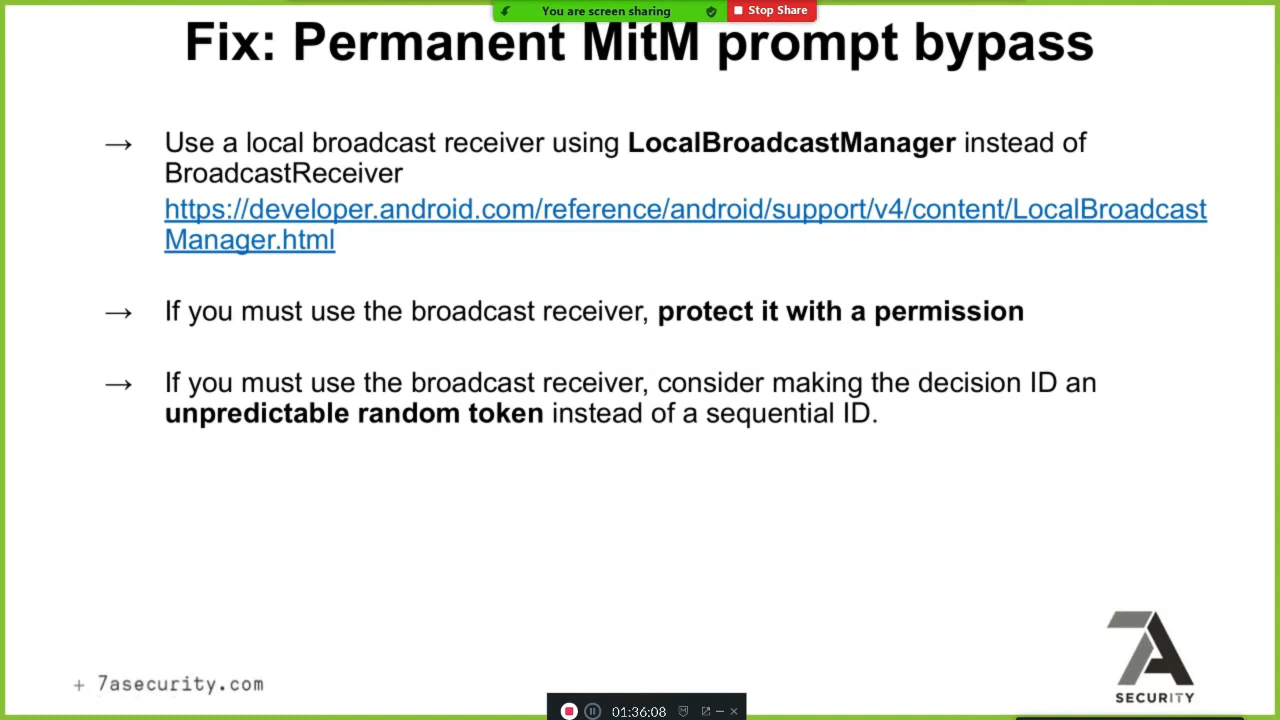 You are screen sharing
Stop Share
Fix: Permanent MitM prompt bypass
→ Use a local broadcast receiver using LocalBroadcastManager instead of
BroadcastReceiver
https://developer.android.com/reference/android/support/v4/content/LocalBroadcast
Manager.html
→ If you must use the broadcast receiver, protect it with a permission
→ If you must use the broadcast receiver, consider making the decision ID an
unpredictable random token instead of a sequential ID.
+ 7asecurity.com
7A
SECURITY
01:36:08